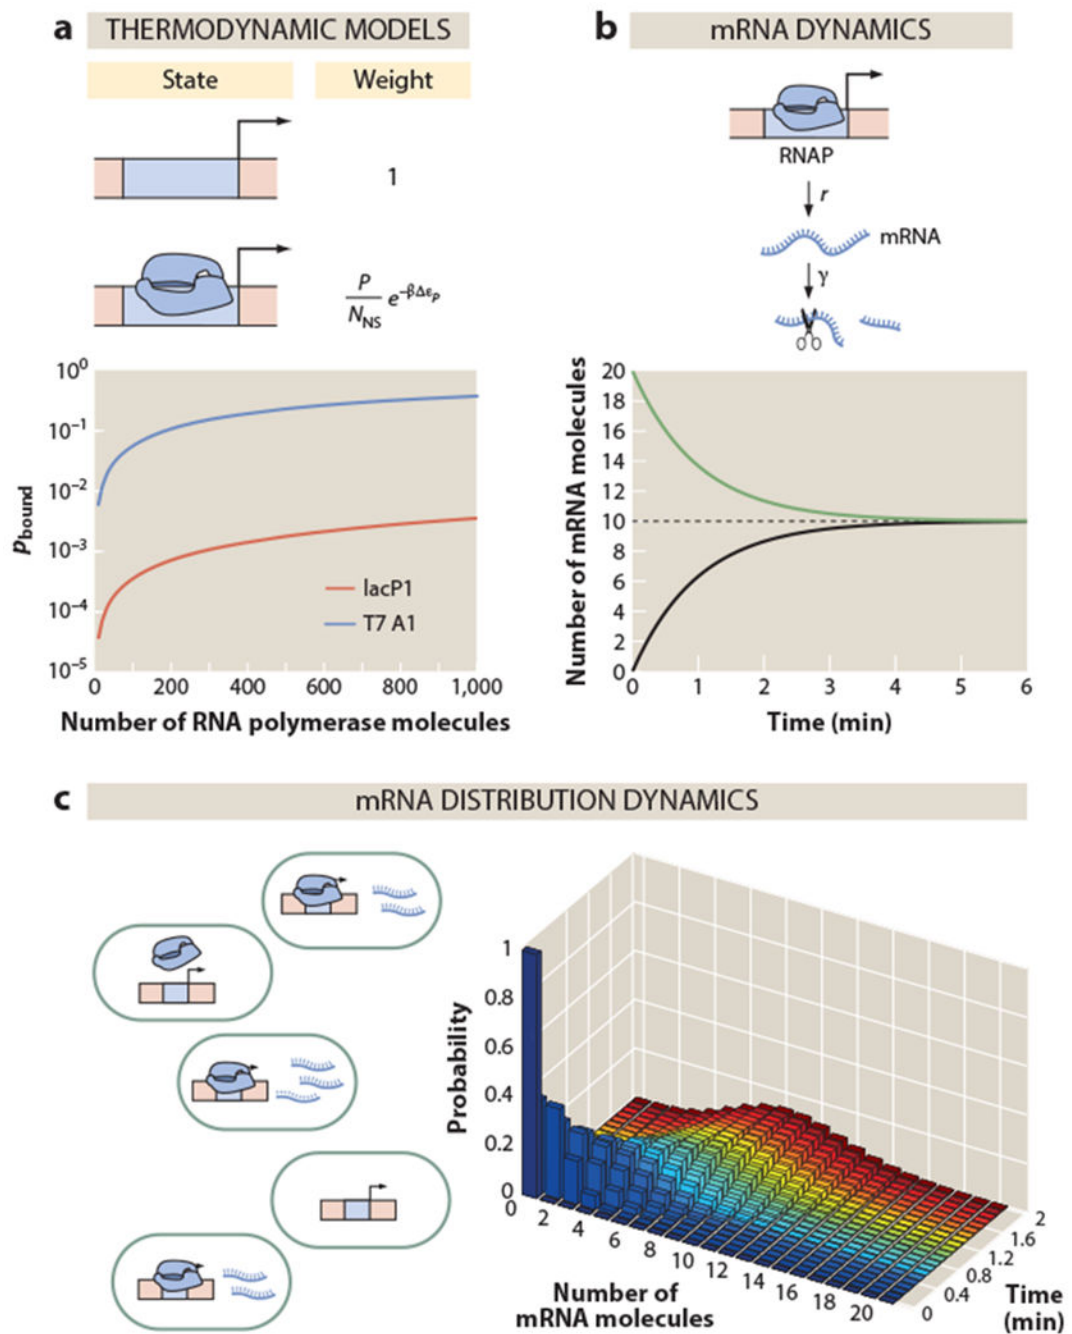 a THERMODYNAMIC MODELS
State Weight
1
P/N_NS e^−βΔε_P
10^0
10^−1
10^−2
10^−3
10^−4
10^−5
p_bound
lacP1
T7 A1
0 200 400 600 800 1,000
Number of RNA polymerase molecules
b mRNA DYNAMICS
RNAP
r
mRNA
γ
20
18
16
14
12
10
8
6
4
2
0
Number of mRNA molecules
0 1 2 3 4 5 6
Time (min)
c mRNA DISTRIBUTION DYNAMICS
1
0.8
0.6
0.4
0.2
0
Probability
0 2 4 6 8 10 12 14 16 18 20
Number of
mRNA molecules
0 0.4 0.8 1.2 1.6 2
Time
(min)